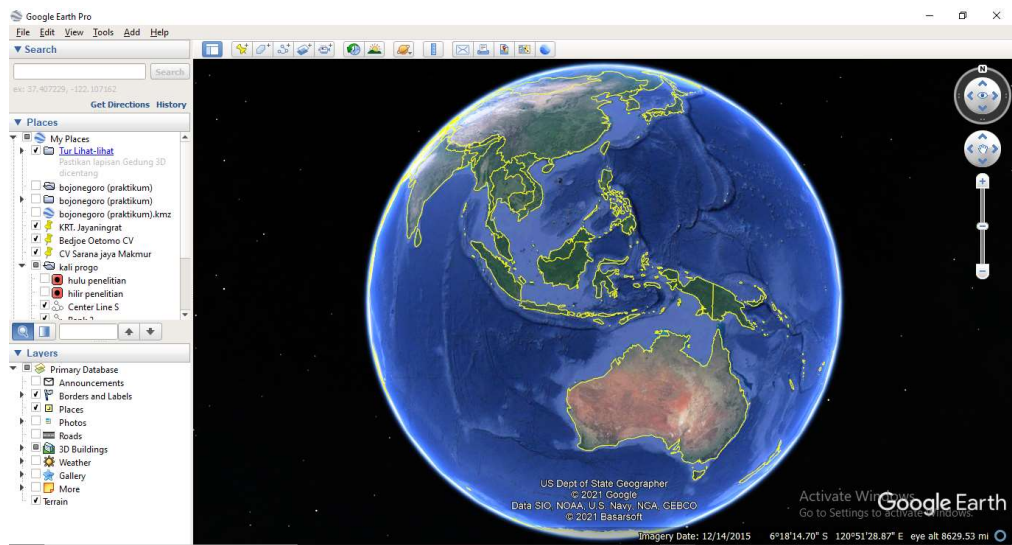 Google Earth Pro
File Edit View Tools Add Help
Search
Search
ex: 37.407229, -122.107162
Get Directions History
Places
My Places
Tur Lihat-lihat
Pastikan lapisan Gedung 3D
dicentang
bojonegoro (praktikum)
bojonegoro (praktikum)
bojonegoro (praktikum).kmz
KRT. Jayaningrat
Bedjoe Oetomo CV
CV Sarana jaya Makmur
kali progo
hulu penelitian
hilir penelitian
Center Line S
Layers
Primary Database
Announcements
Borders and Labels
Places
Photos
Roads
3D Buildings
Weather
Gallery
More
Terrain
N
US Dept of State Geographer
© 2021 Google
Data SIO, NOAA, U.S. Navy, NGA, GEBCO
© 2021 Basarsoft
Activate Windows
Go to Settings to activate Windows.
Google Earth
Imagery Date: 12/14/2015 6°18'14.70" S 120°51'28.87" E eye alt 8629.53 mi